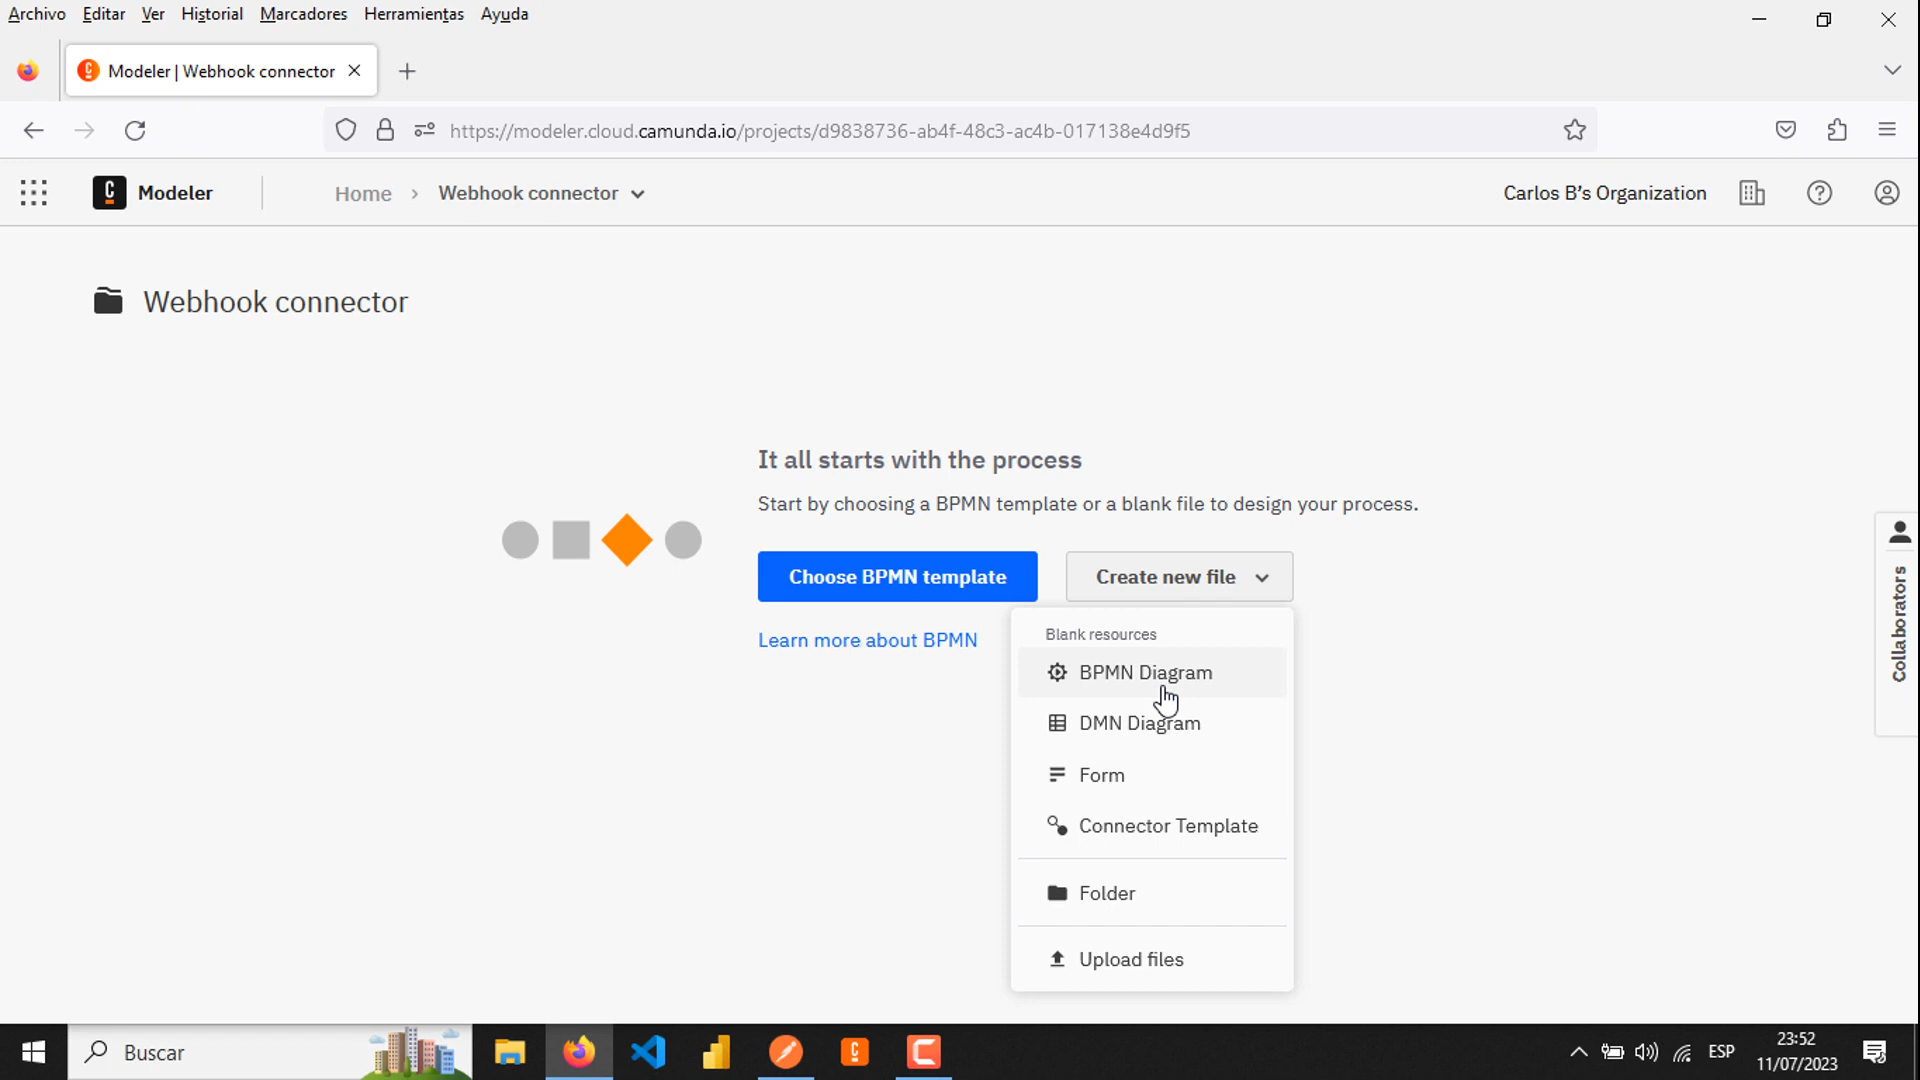 Archivo Editar Ver Historial Marcadores Herramientas Ayuda
Modeler | Webhook connector
https://modeler.cloud.camunda.io/projects/d9838736-ab4f-48c3-ac4b-017138e4d9f5
Modeler
Home
Webhook connector
Carlos B's Organization
Webhook connector
It all starts with the process
Start by choosing a BPMN template or a blank file to design your process.
Choose BPMN template
Create new file
Learn more about BPMN
Blank resources
BPMN Diagram
DMN Diagram
Form
Connector Template
Folder
Upload files
Collaborators
Buscar
ESP
23:52
11/07/2023